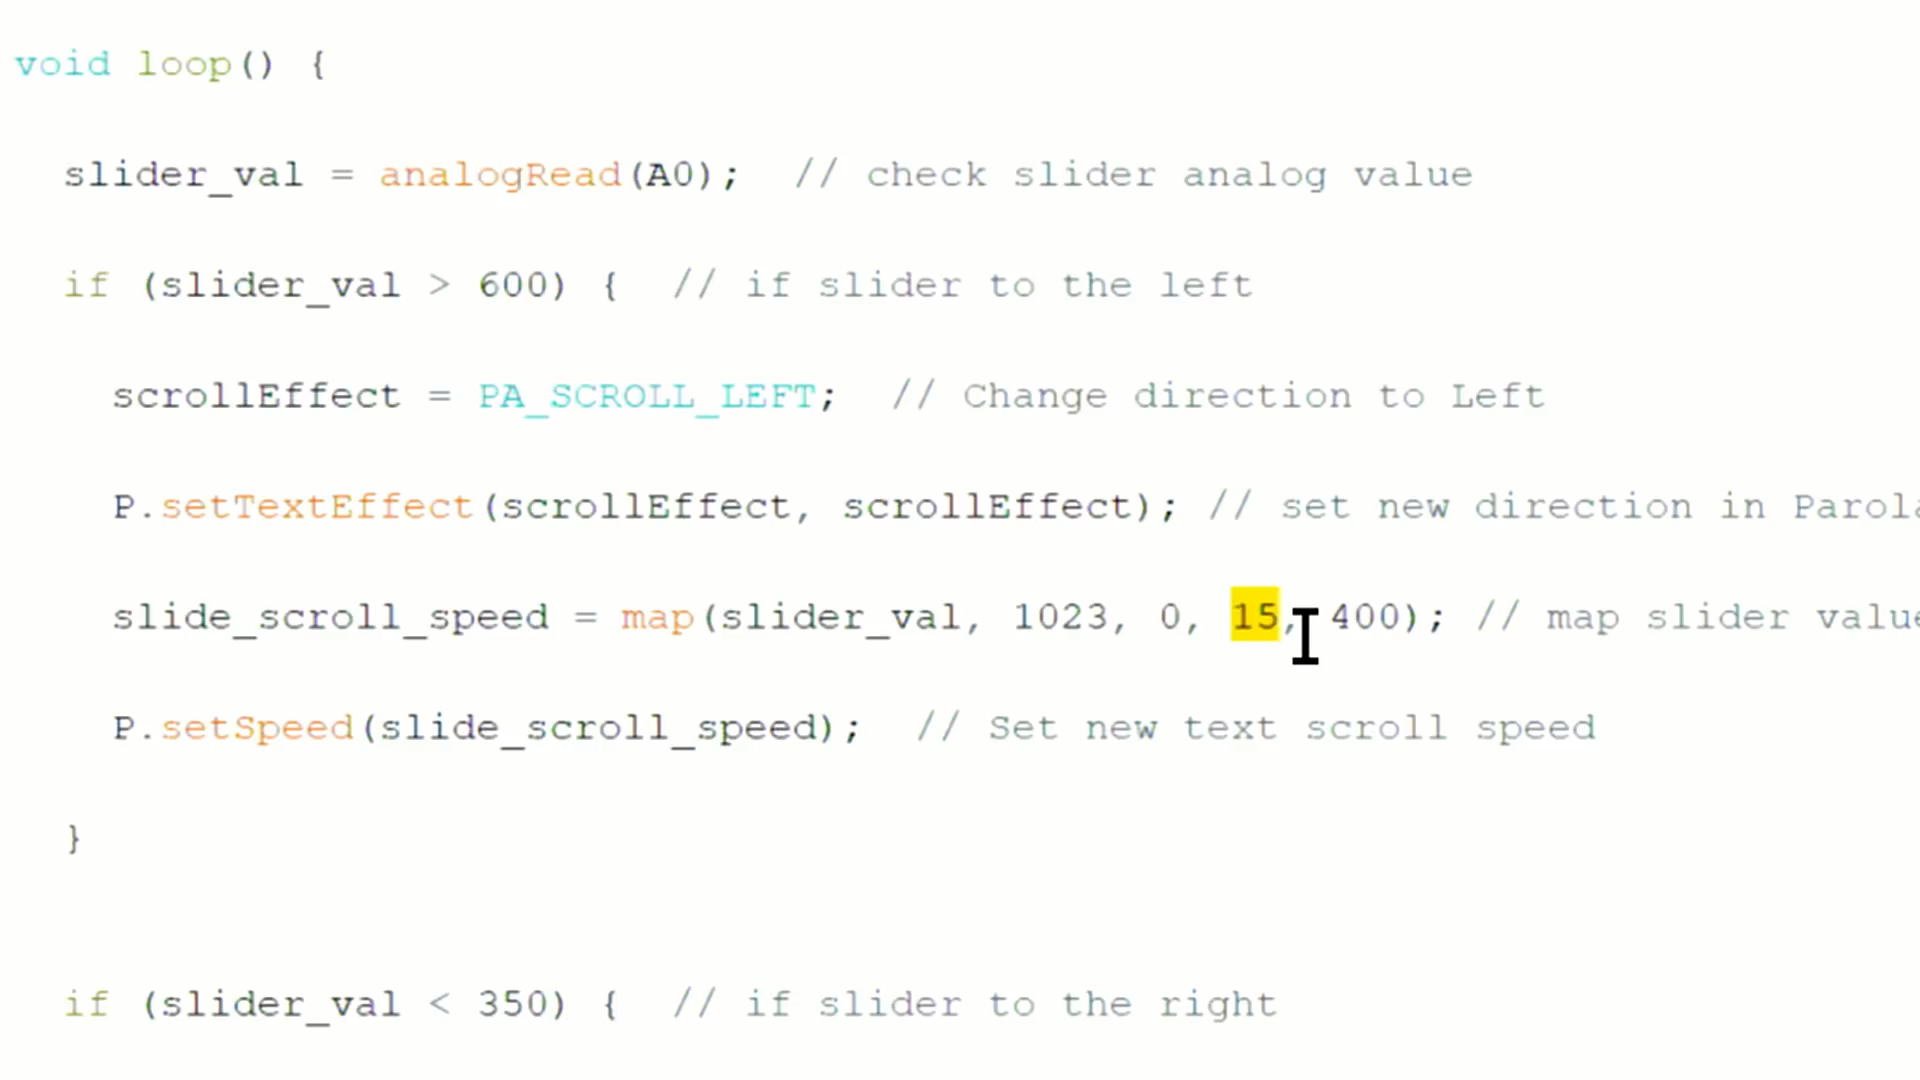 void loop() {
slider_val = analogRead(A0); // check slider analog value
if (slider_val > 600) { // if slider to the left
scrollEffect = PA_SCROLL_LEFT; // Change direction to Left
P.setTextEffect(scrollEffect, scrollEffect); // set new direction in Parola
slide_scroll_speed = map(slider_val, 1023, 0, 15, 400); // map slider value
P.setSpeed(slide_scroll_speed); // Set new text scroll speed
}
if (slider_val < 350) { // if slider to the right